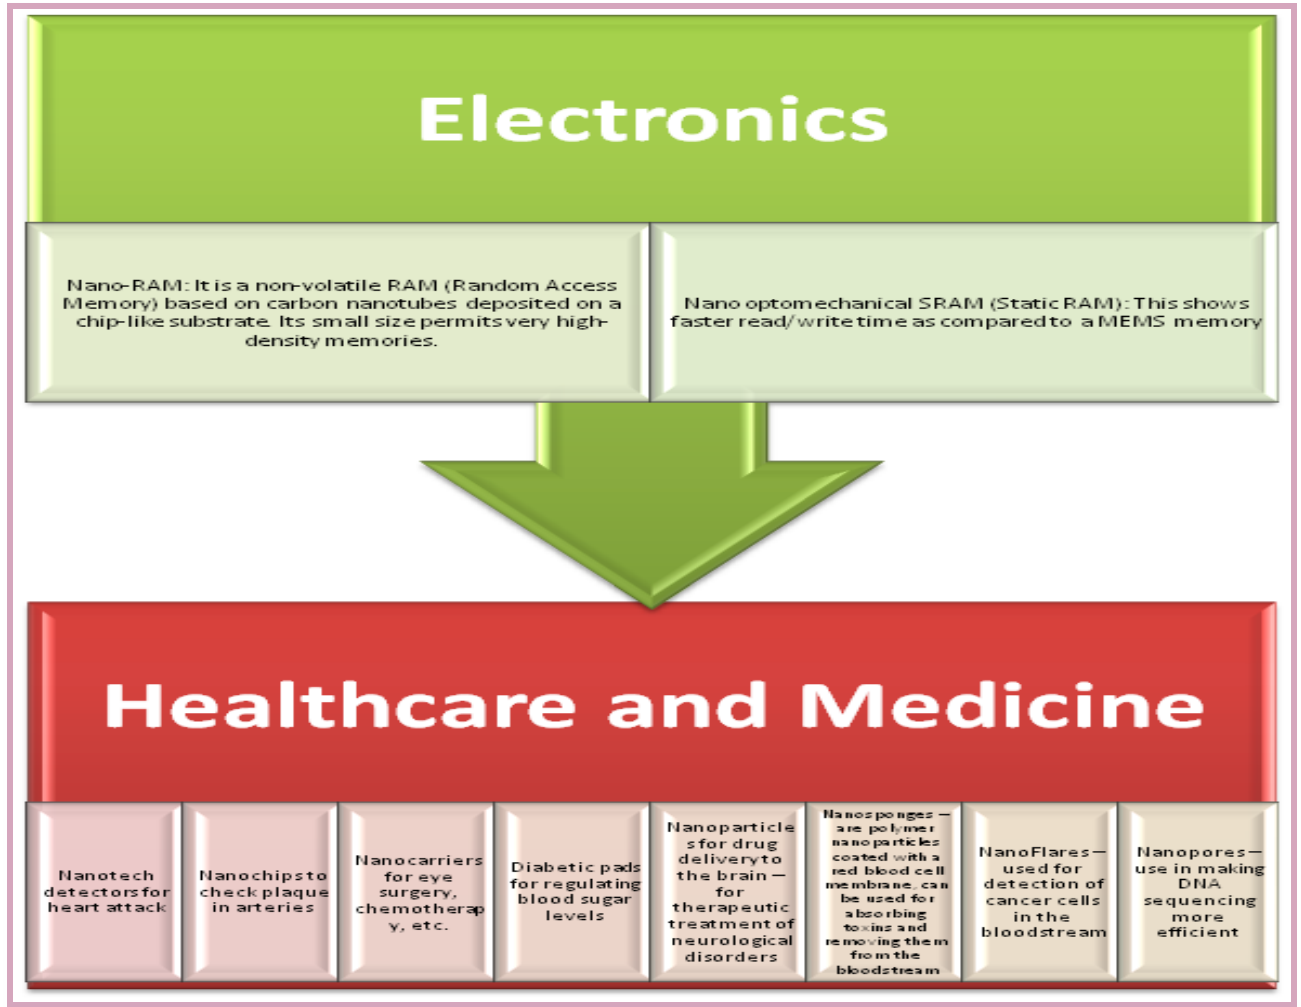 Electronics
Nano-RAM: It is a non-volatile RAM (Random Access
Memory) based on carbon nanotubes deposited on a
chip-like substrate. Its small size permits very high-
density memories.
Nano optomechanical SRAM (Static RAM): This shows
faster read/write time as compared to a MEMS memory
Healthcare and Medicine
Nanotech
detectors for
heart attack
Nanochips to
check plaque
in arteries
Nanocarriers
for eye
surgery,
chemotherap
y, etc.
Diabetic pads
for regulating
blood sugar
levels
Nanoparticle
s for drug
delivery to
the brain –
for
therapeutic
treatment of
neurological
disorders
Nanosponges –
are polymer
nanoparticles
coated with a
red blood cell
membrane, can
be used for
absorbing
toxins and
removing them
from the
bloodstream
NanoFlares –
used for
detection of
cancer cells
in the
bloodstream
Nanopores –
use in making
DNA
sequencing
more
efficient